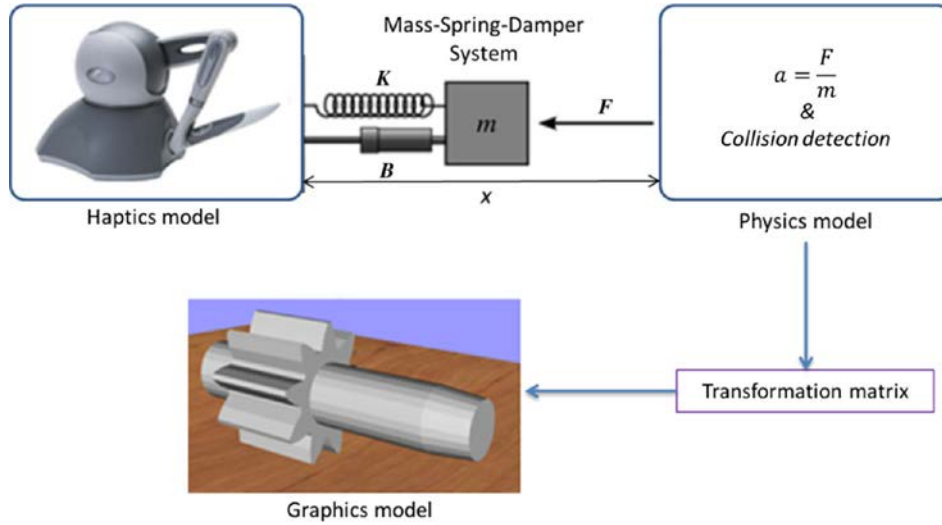 Mass-Spring-Damper
System
K
m
F
B
x
a = F/m
&
Collision detection
Haptics model
Physics model
Transformation matrix
Graphics model